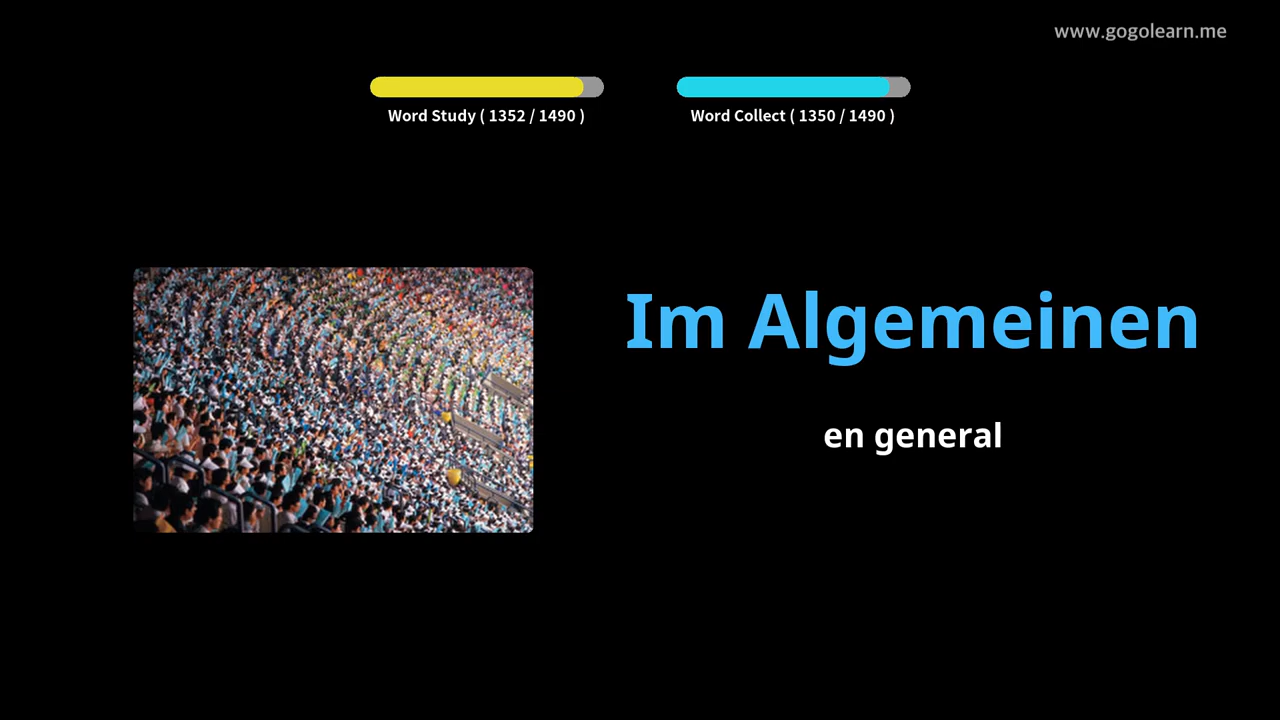 www.gogolearn.me
Word Study ( 1352 / 1490 )
Word Collect ( 1350 / 1490 )
Im Algemeinen
en general